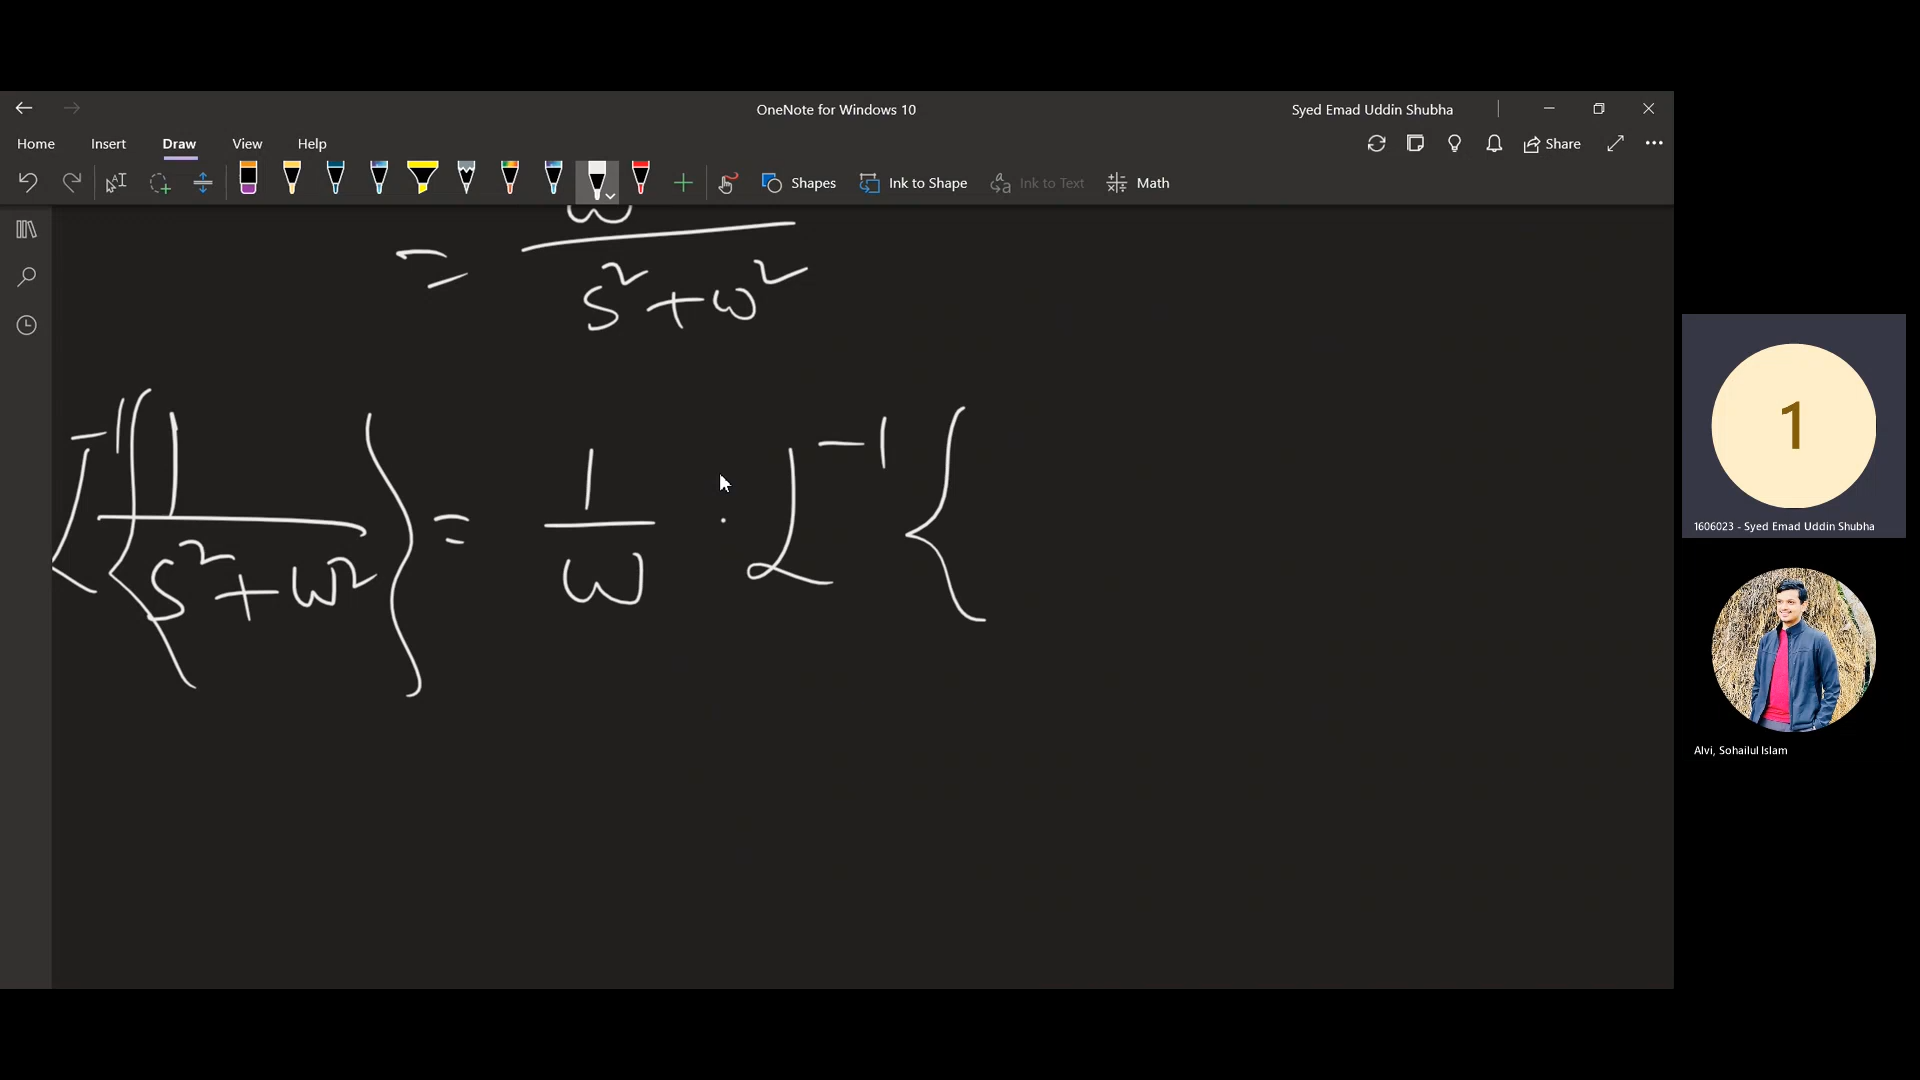 OneNote for Windows 10
Syed Emad Uddin Shubha
Home Insert Draw View Help
Share
Shapes Ink to Shape Ink to Text Math
ω
= ―――
s² + ω²
L⁻¹{1/(s² + ω²)} = 1/ω · L⁻¹{
1
1606023 - Syed Emad Uddin Shubha
Alvi, Sohailul Islam